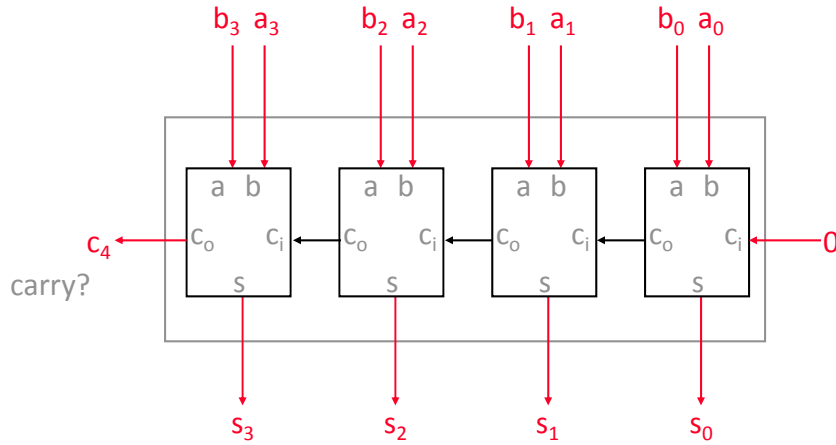 b₃ a₃ b₂ a₂ b₁ a₁ b₀ a₀
a b a b a b a b
c₄ cₒ cᵢ cₒ cᵢ cₒ cᵢ cₒ cᵢ 0
carry? s s s s
s₃ s₂ s₁ s₀